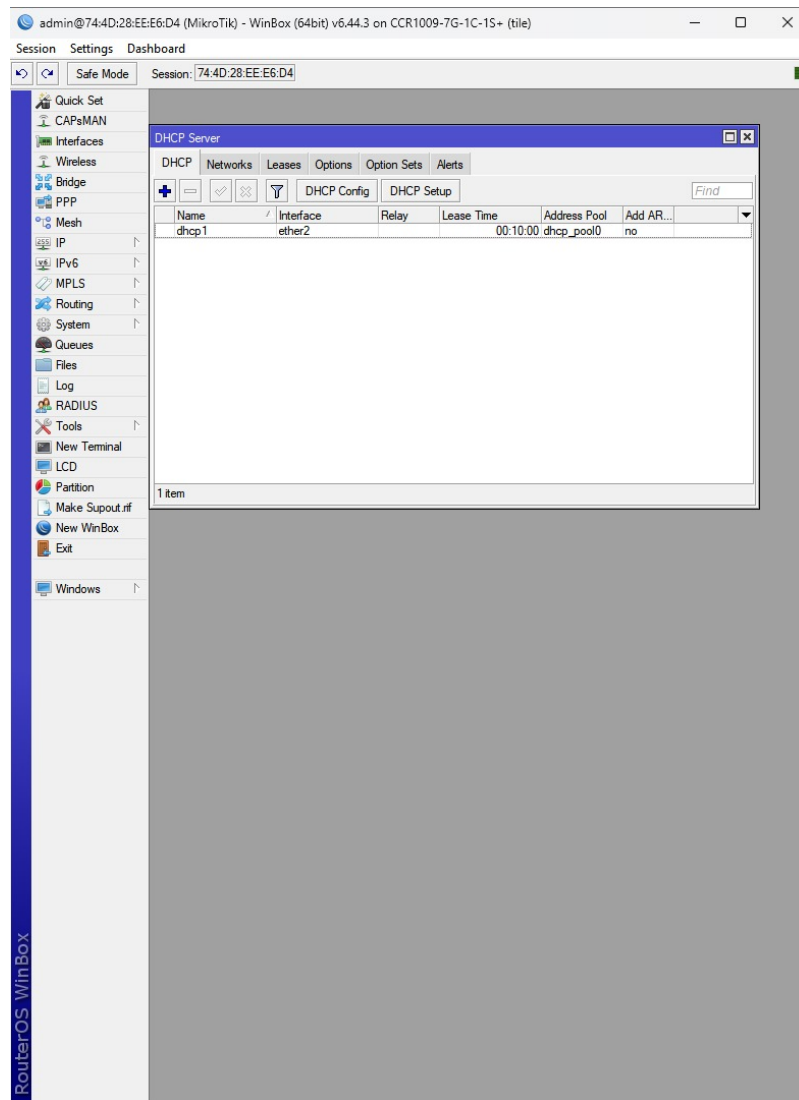 admin@74:4D:28:EE:E6:D4 (MikroTik) - WinBox (64bit) v6.44.3 on CCR1009-7G-1C-1S+ (tile)
Session Settings Dashboard
Safe Mode Session: 74:4D:28:EE:E6:D4
Quick Set
CAPsMAN
Interfaces
Wireless
Bridge
PPP
Mesh
IP
IPv6
MPLS
Routing
System
Queues
Files
Log
RADIUS
Tools
New Terminal
LCD
Partition
Make Supout.rif
New WinBox
Exit
Windows
RouterOS WinBox
DHCP Server
DHCP Networks Leases Options Option Sets Alerts
DHCP Config DHCP Setup Find
Name / Interface Relay Lease Time Address Pool Add AR...
dhcp1 ether2 00:10:00 dhcp_pool0 no
1 item